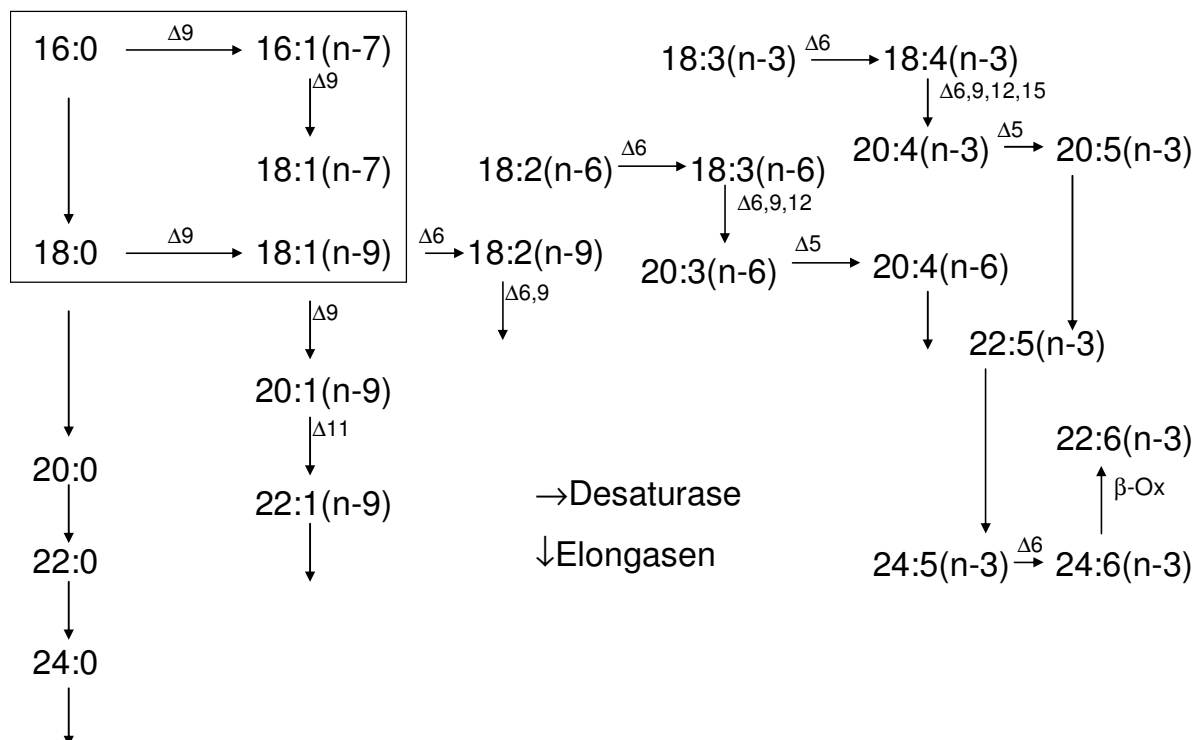 16:0 Δ9 16:1(n-7)
Δ9
18:1(n-7)
18:0 Δ9 18:1(n-9) Δ6 18:2(n-9)
Δ9
Δ6,9
20:1(n-9)
Δ11
22:1(n-9)
20:0
22:0
24:0
18:2(n-6) Δ6 18:3(n-6)
Δ6,9,12
20:3(n-6) Δ5 20:4(n-6)
18:3(n-3) Δ6 18:4(n-3)
Δ6,9,12,15
20:4(n-3) Δ5 20:5(n-3)
22:5(n-3)
22:6(n-3)
β-Ox
24:5(n-3) Δ6 24:6(n-3)
→Desaturase
↓Elongasen